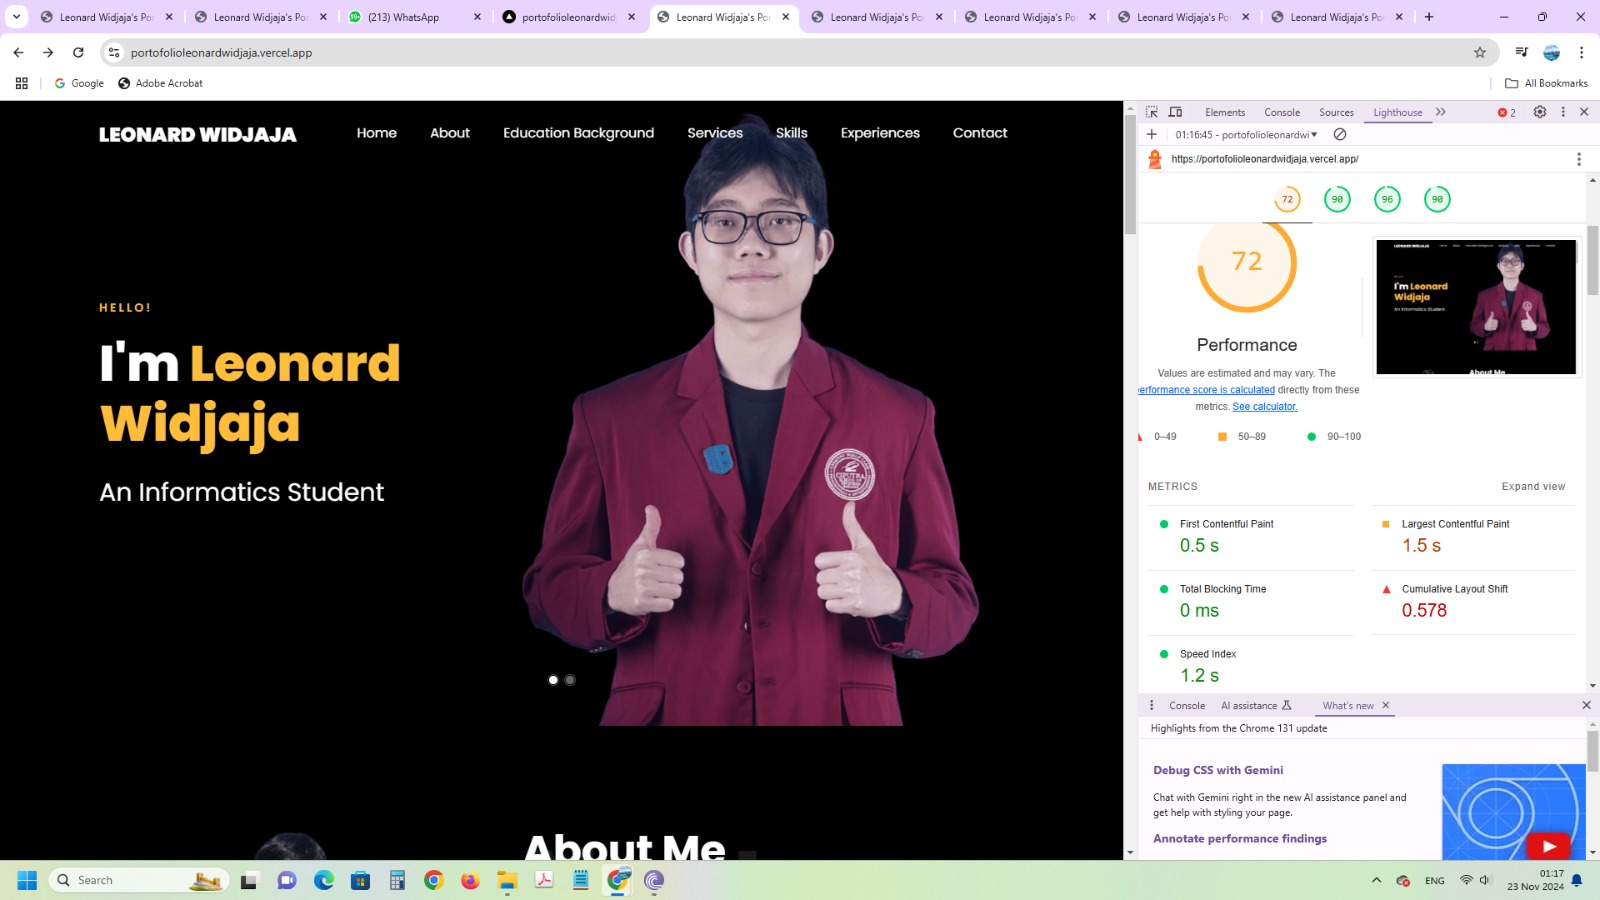 Leonard Widjaja's Po
Leonard Widjaja's Po
(213) WhatsApp
portofolioleonardwid
Leonard Widjaja's Po
Leonard Widjaja's Po
Leonard Widjaja's Po
Leonard Widjaja's Po
Leonard Widjaja's Po
portofolioleonardwidjaja.vercel.app
Google
Adobe Acrobat
All Bookmarks
LEONARD WIDJAJA
Home
About
Education Background
Services
Skills
Experiences
Contact
HELLO!
I'm Leonard
Widjaja
An Informatics Student
CIPUTRA
About Me
Elements
Console
Sources
Lighthouse
2
01:16:45 - portofolioleonardwi
https://portofolioleonardwidjaja.vercel.app/
72
90
96
90
72
Performance
Values are estimated and may vary. The
erformance score is calculated directly from these
metrics. See calculator.
0–49
50–89
90–100
LEONARD WIDJAJA
I'm Leonard
Widjaja
An Informatics Student
About Me
METRICS
Expand view
First Contentful Paint
0.5 s
Largest Contentful Paint
1.5 s
Total Blocking Time
0 ms
Cumulative Layout Shift
0.578
Speed Index
1.2 s
Console
AI assistance
What's new
Highlights from the Chrome 131 update
Debug CSS with Gemini
Chat with Gemini right in the new AI assistance panel and
get help with styling your page.
Annotate performance findings
Search
ENG
01:17
23 Nov 2024